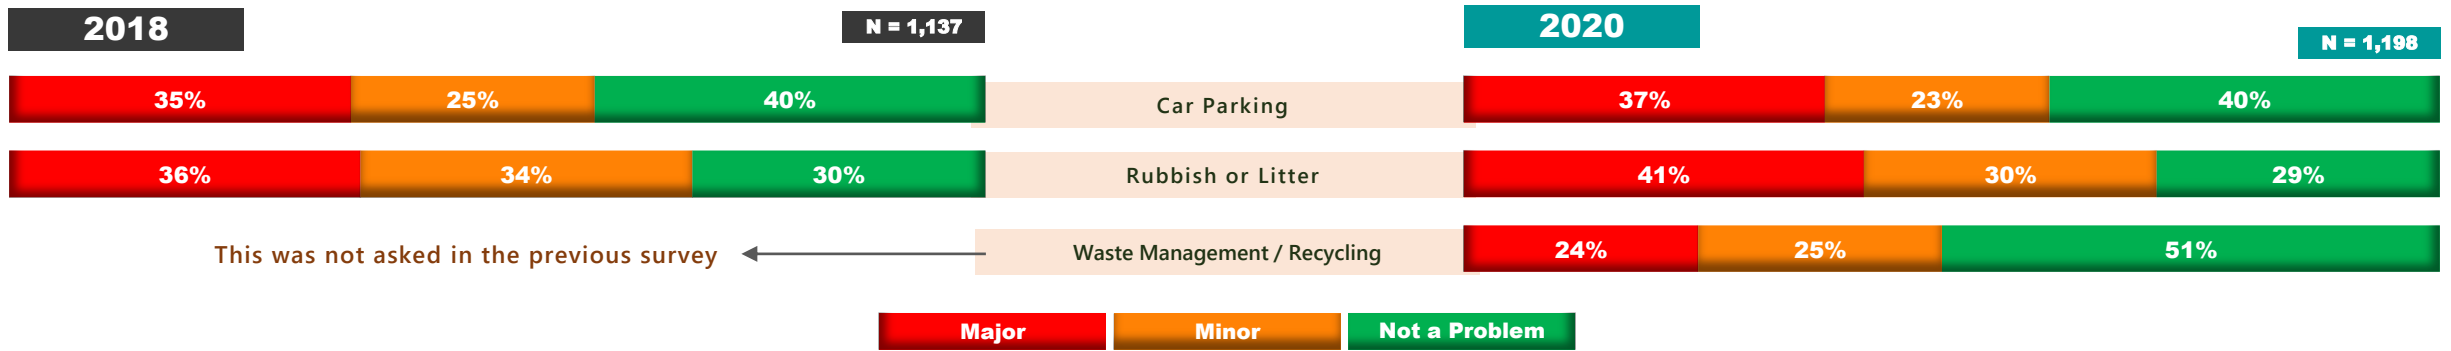 2018
N = 1,137
2020
N = 1,198
35% 25% 40%
Car Parking
37% 23% 40%
36% 34% 30%
Rubbish or Litter
41% 30% 29%
This was not asked in the previous survey
Waste Management / Recycling
24% 25% 51%
Major
Minor
Not a Problem